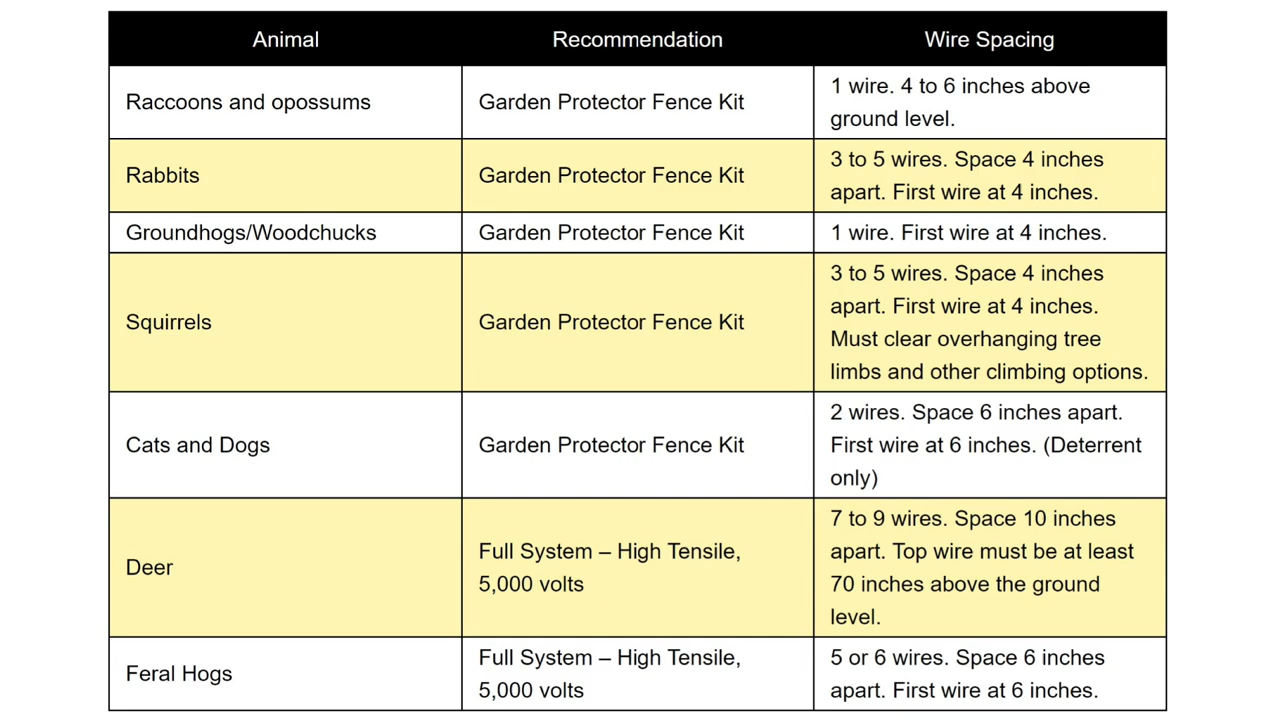 Animal
Recommendation
Wire Spacing
Raccoons and opossums
Garden Protector Fence Kit
1 wire. 4 to 6 inches above
ground level.
Rabbits
Garden Protector Fence Kit
3 to 5 wires. Space 4 inches
apart. First wire at 4 inches.
Groundhogs/Woodchucks
Garden Protector Fence Kit
1 wire. First wire at 4 inches.
Squirrels
Garden Protector Fence Kit
3 to 5 wires. Space 4 inches
apart. First wire at 4 inches.
Must clear overhanging tree
limbs and other climbing options.
Cats and Dogs
Garden Protector Fence Kit
2 wires. Space 6 inches apart.
First wire at 6 inches. (Deterrent
only)
Deer
Full System – High Tensile,
5,000 volts
7 to 9 wires. Space 10 inches
apart. Top wire must be at least
70 inches above the ground
level.
Feral Hogs
Full System – High Tensile,
5,000 volts
5 or 6 wires. Space 6 inches
apart. First wire at 6 inches.